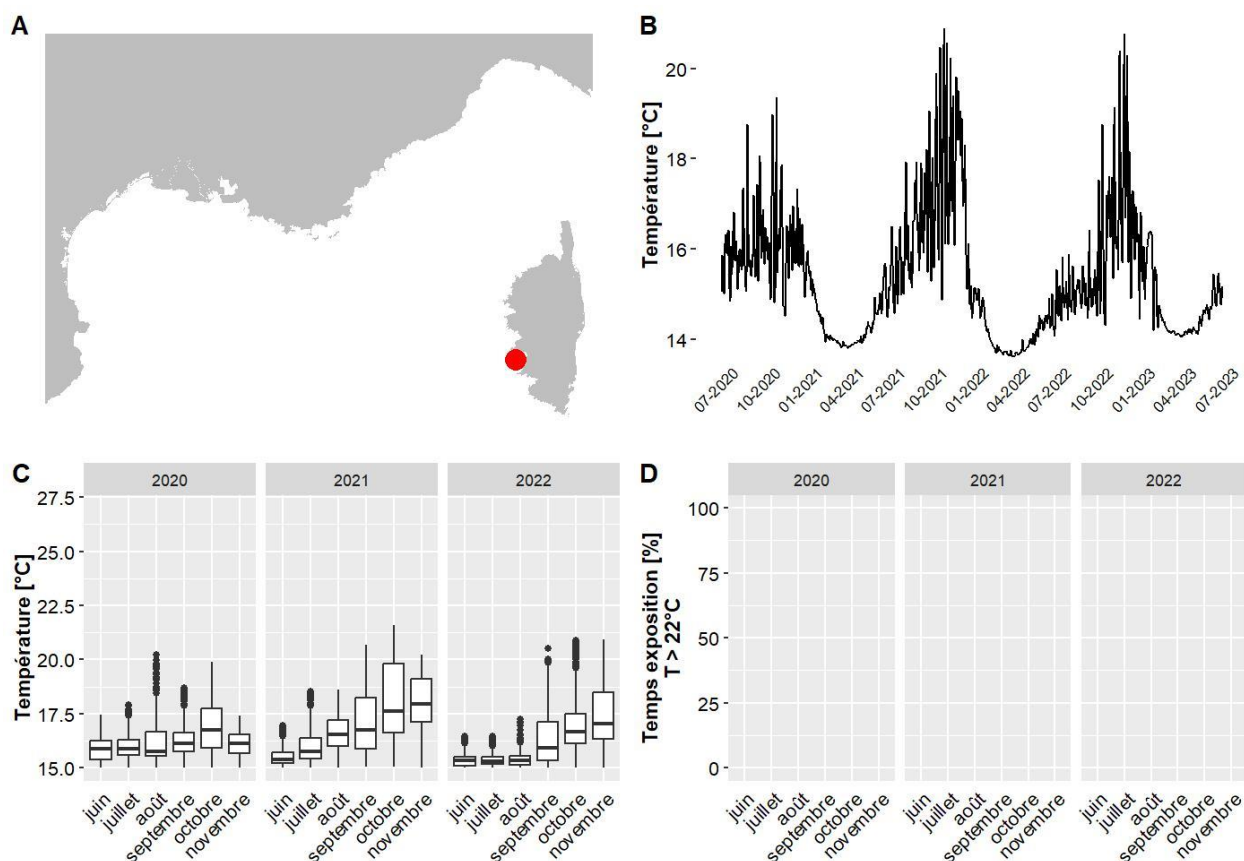 A
B
Température [°C]
20
18
16
14
07-2020
10-2020
01-2021
04-2021
07-2021
10-2021
01-2022
04-2022
07-2022
10-2022
01-2023
04-2023
07-2023
C
2020
2021
2022
Température [°C]
27.5
25.0
22.5
20.0
17.5
15.0
juin
juillet
août
septembre
octobre
novembre
juin
juillet
août
septembre
octobre
novembre
juin
juillet
août
septembre
octobre
novembre
D
2020
2021
2022
Temps exposition [%]
T > 22°C
100
75
50
25
0
juin
juillet
août
septembre
octobre
novembre
juin
juillet
août
septembre
octobre
novembre
juin
juillet
août
septembre
octobre
novembre